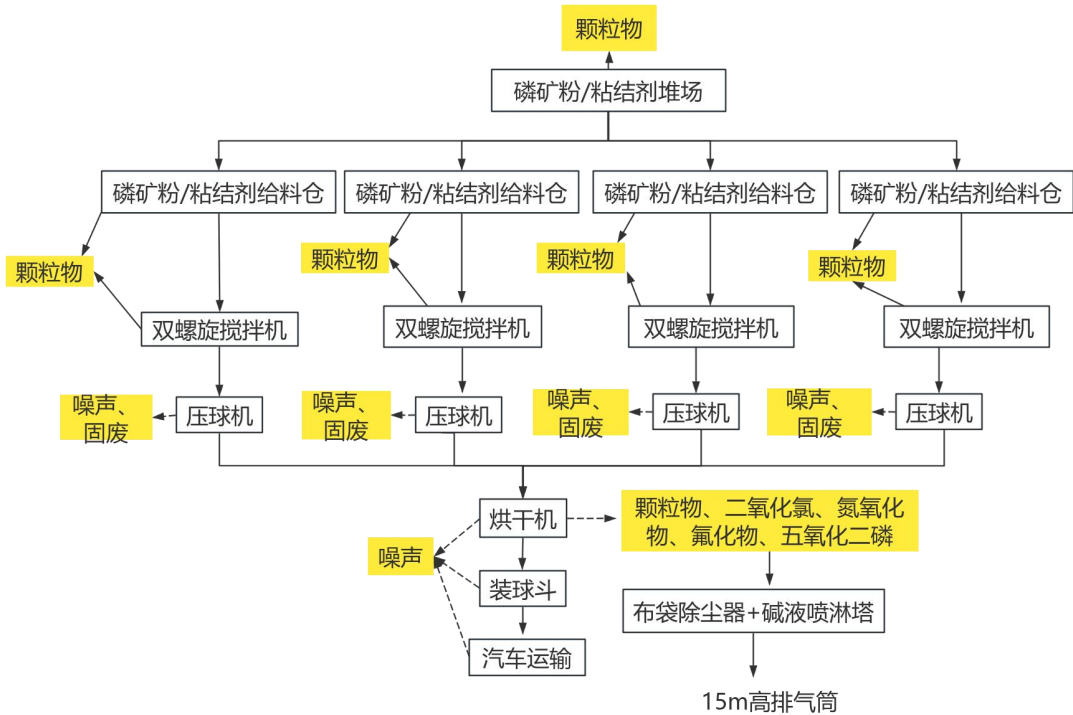 颗粒物
磷矿粉/粘结剂堆场
磷矿粉/粘结剂给料仓
磷矿粉/粘结剂给料仓
磷矿粉/粘结剂给料仓
磷矿粉/粘结剂给料仓
颗粒物
颗粒物
颗粒物
颗粒物
双螺旋搅拌机
双螺旋搅拌机
双螺旋搅拌机
双螺旋搅拌机
噪声、
固废
压球机
噪声、
固废
压球机
噪声、
固废
压球机
噪声、
固废
压球机
烘干机
颗粒物、二氧化氯、氮氧化
物、氟化物、五氧化二磷
噪声
装球斗
布袋除尘器+碱液喷淋塔
汽车运输
15m高排气筒